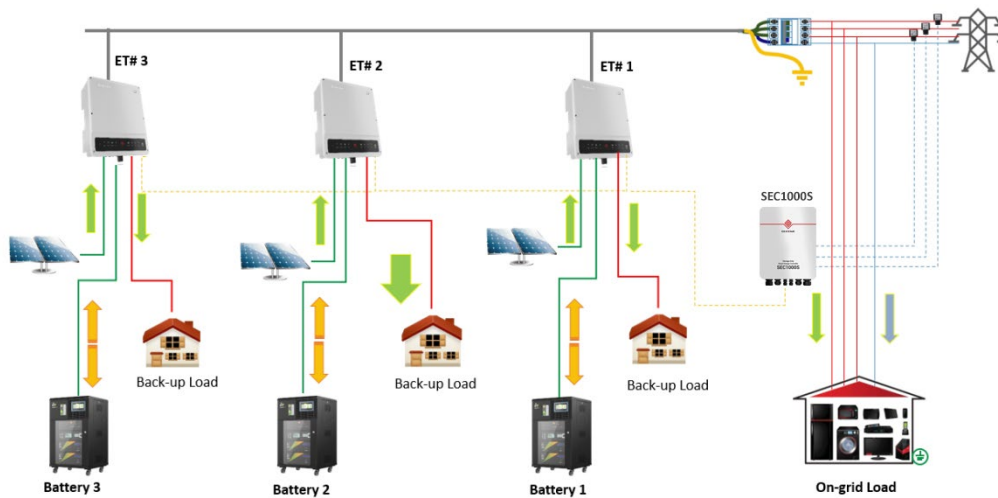 ET# 3
ET# 2
ET# 1
SEC1000S
SEC1000S
Back-up Load
Back-up Load
Back-up Load
Battery 3
Battery 2
Battery 1
On-grid Load